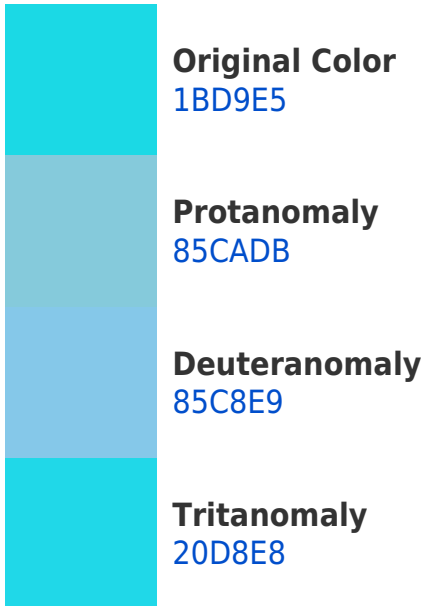 Original Color
1BD9E5
Protanomaly
85CADB
Deuteranomaly
85C8E9
Tritanomaly
20D8E8